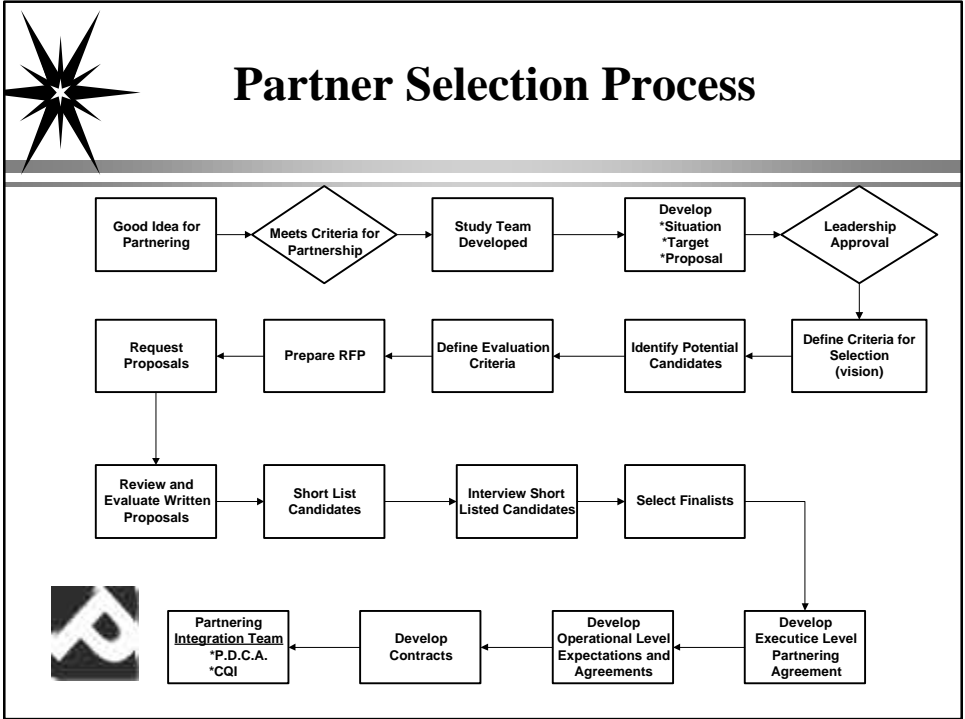 Partner Selection Process
Good Idea for
Partnering
Meets Criteria for
Partnership
Study Team
Developed
Develop
*Situation
*Target
*Proposal
Leadership
Approval
Define Criteria for
Selection
(vision)
Identify Potential
Candidates
Define Evaluation
Criteria
Prepare RFP
Request
Proposals
Review and
Evaluate Written
Proposals
Short List
Candidates
Interview Short
Listed Candidates
Select Finalists
Develop
Executice Level
Partnering
Agreement
Develop
Operational Level
Expectations and
Agreements
Develop
Contracts
Partnering
Integration Team
*P.D.C.A.
*CQI
P